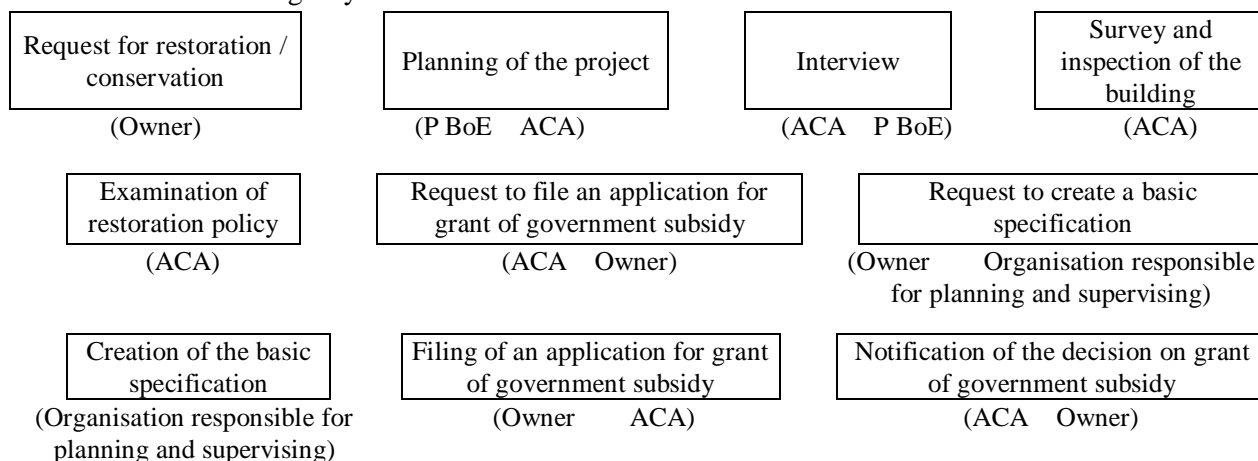 Request for restoration /
conservation
(Owner)
Planning of the project
(P BoE ACA)
Interview
(ACA P BoE)
Survey and
inspection of the
building
(ACA)
Examination of
restoration policy
(ACA)
Request to file an application for
grant of government subsidy
(ACA Owner)
Request to create a basic
specification
(Owner Organisation responsible
for planning and supervising)
Creation of the basic
specification
(Organisation responsible for
planning and supervising)
Filing of an application for grant
of government subsidy
(Owner ACA)
Notification of the decision on grant
of government subsidy
(ACA Owner)